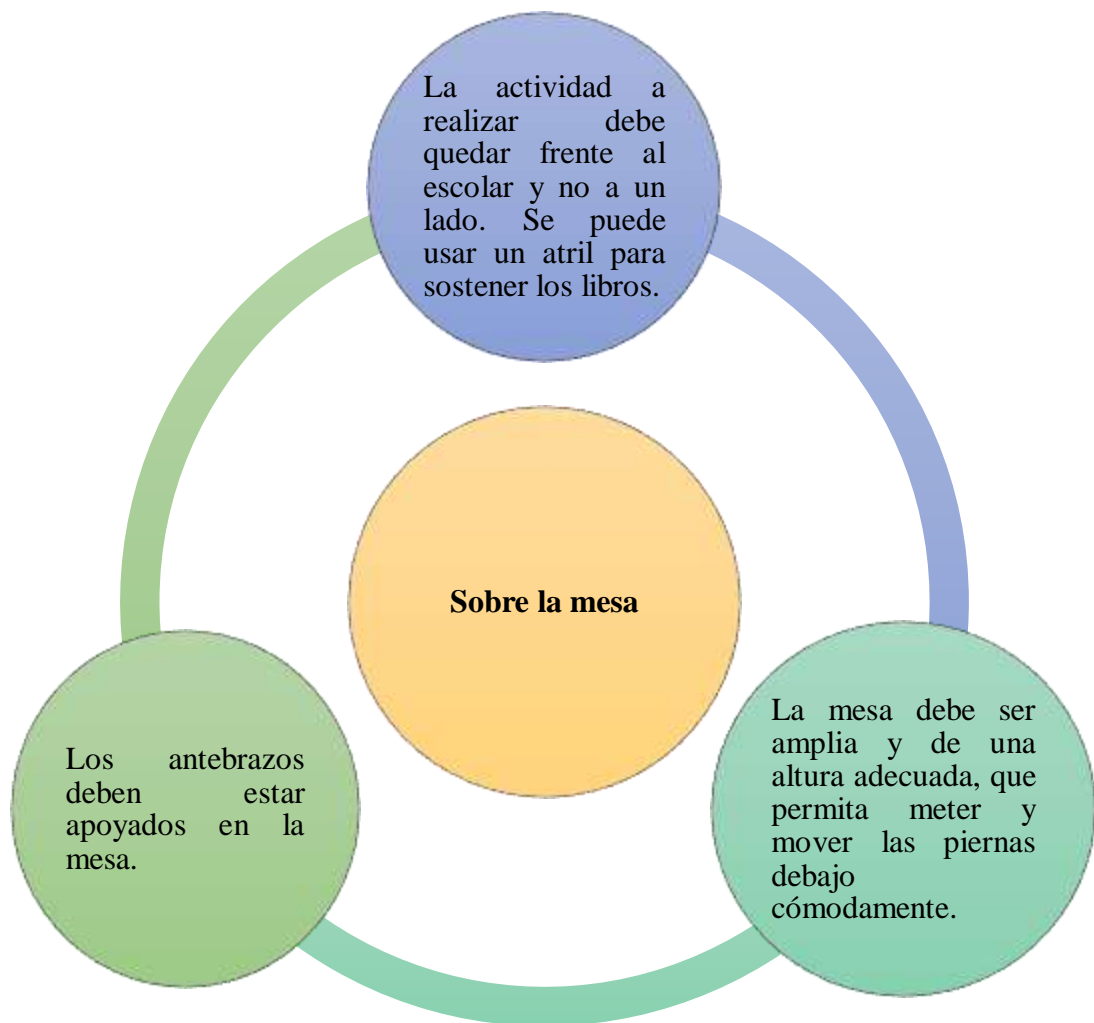 La actividad a
realizar debe
quedar frente al
escolar y no a un
lado. Se puede
usar un atril para
sostener los libros.
Sobre la mesa
La mesa debe ser
amplia y de una
altura adecuada, que
permita meter y
mover las piernas
debajo
cómodamente.
Los antebrazos
deben estar
apoyados en la
mesa.